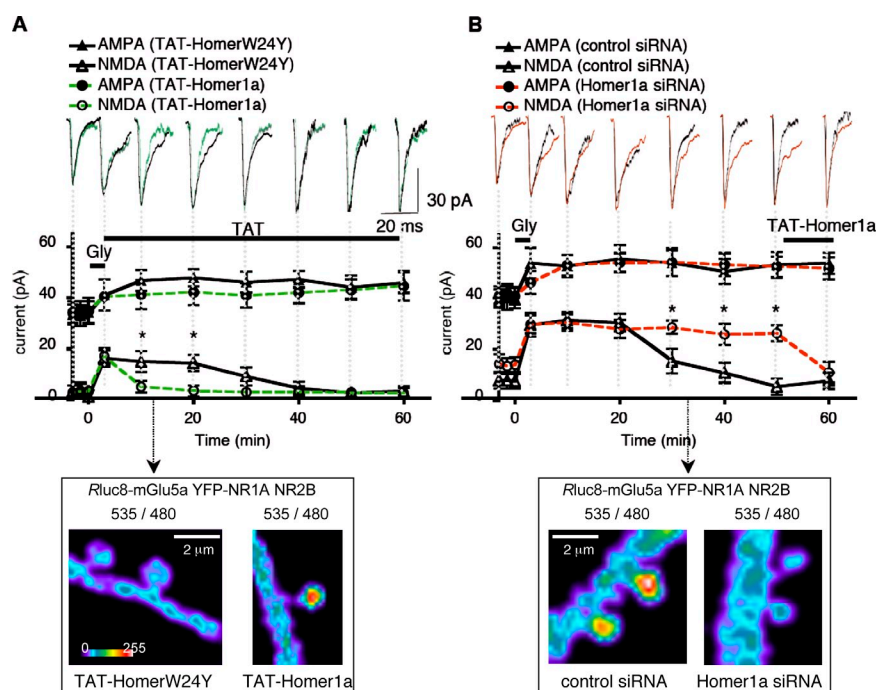 A
AMPA (TAT-HomerW24Y)
NMDA (TAT-HomerW24Y)
AMPA (TAT-Homer1a)
NMDA (TAT-Homer1a)
30 pA
20 ms
TAT
Gly
60
40
20
0
current (pA)
* *
0 20 40 60
Time (min)
Rluc8-mGlu5a YFP-NR1A NR2B
535 / 480 535 / 480
2 μm
0 255
TAT-HomerW24Y TAT-Homer1a
B
AMPA (control siRNA)
NMDA (control siRNA)
AMPA (Homer1a siRNA)
NMDA (Homer1a siRNA)
TAT-Homer1a
Gly
60
40
20
0
current (pA)
* * *
0 20 40 60
Time (min)
Rluc8-mGlu5a YFP-NR1A NR2B
535 / 480 535 / 480
2 μm
control siRNA Homer1a siRNA